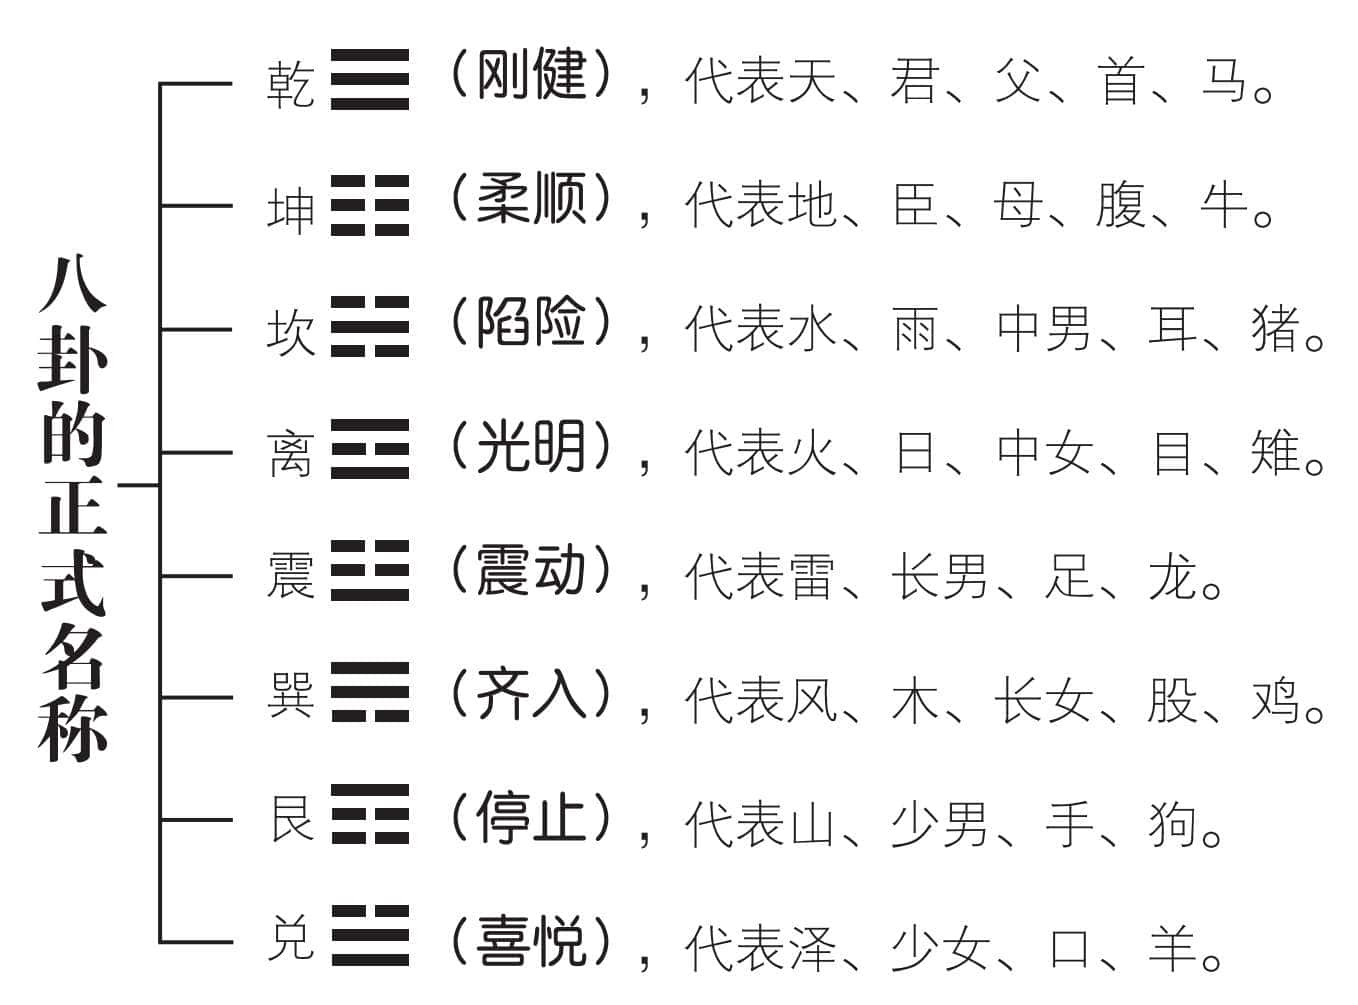 八卦的正式名称
乾 ☰ （刚健），代表天、君、父、首、马。
坤 ☷ （柔顺），代表地、臣、母、腹、牛。
坎 ☵ （陷险），代表水、雨、中男、耳、猪。
离 ☲ （光明），代表火、日、中女、目、雉。
震 ☳ （震动），代表雷、长男、足、龙。
巽 ☴ （齐入），代表风、木、长女、股、鸡。
艮 ☶ （停止），代表山、少男、手、狗。
兑 ☱ （喜悦），代表泽、少女、口、羊。